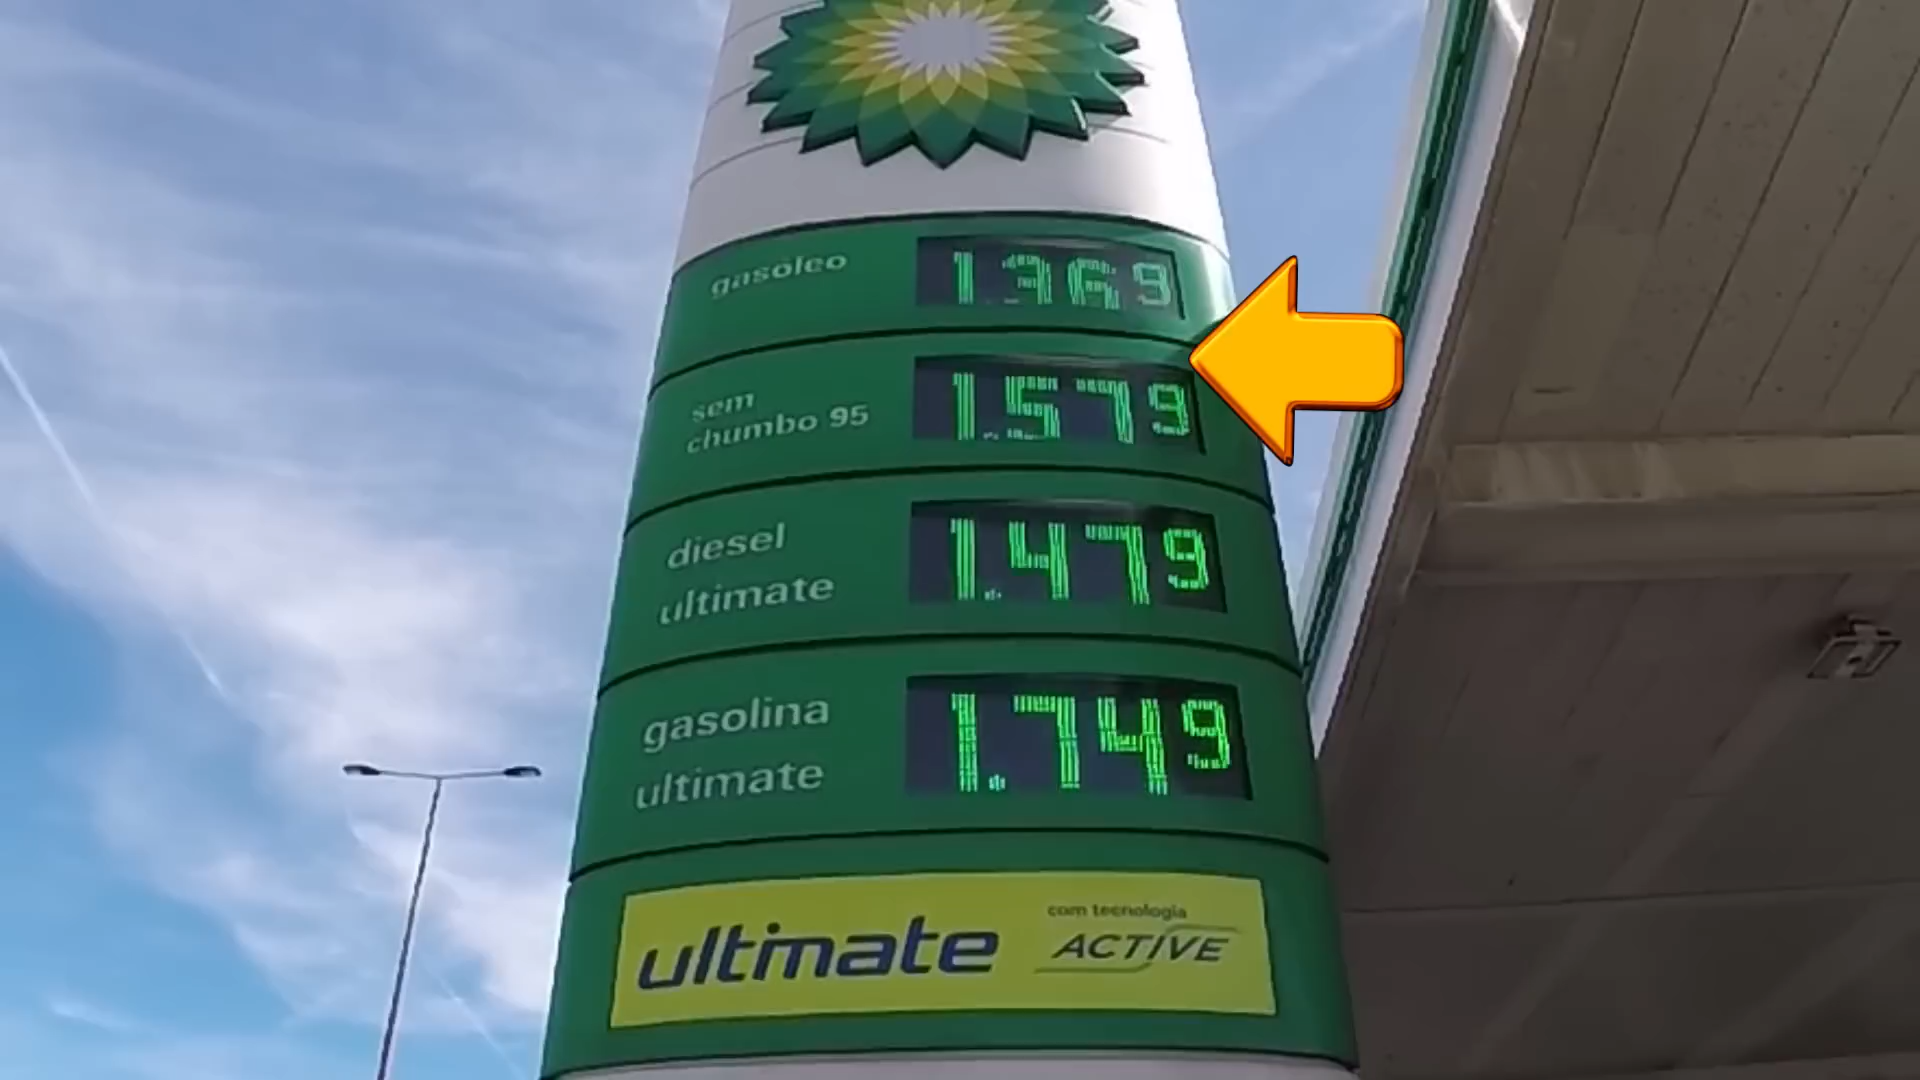 gasóleo 1.369
sem
chumbo 95 1.579
diesel
ultimate 1.479
gasolina
ultimate 1.749
ultimate
com tecnologia
ACTIVE